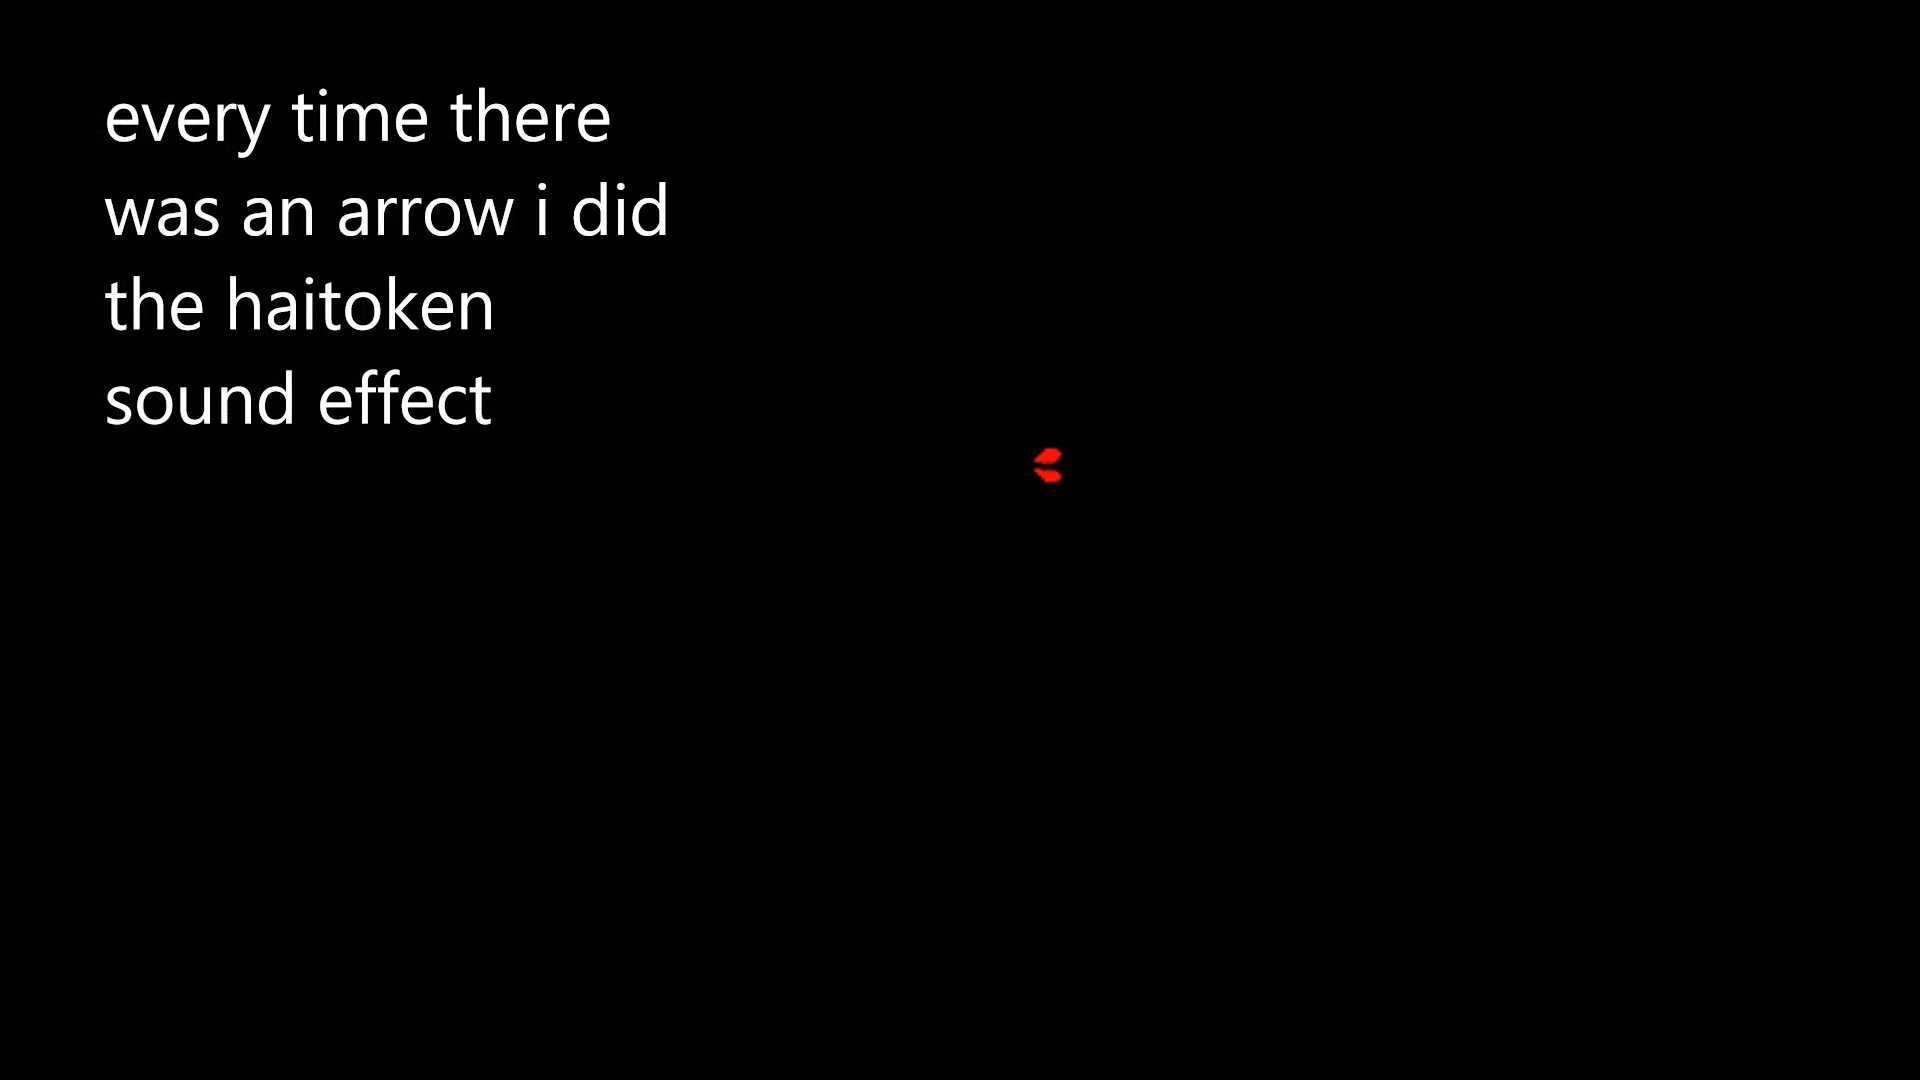 every time there
was an arrow i did
the haitoken
sound effect